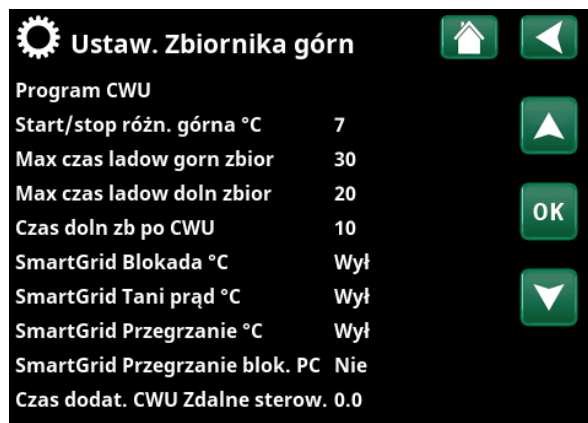 Ustaw. Zbiornika górn
Program CWU
Start/stop różn. górna °C 7
Max czas ladow gorn zbior 30
Max czas ladow doln zbior 20
Czas doln zb po CWU 10
SmartGrid Blokada °C Wył
SmartGrid Tani prąd °C Wył
SmartGrid Przegrzanie °C Wył
SmartGrid Przegrzanie blok. PC Nie
Czas dodat. CWU Zdalne sterow. 0.0
OK